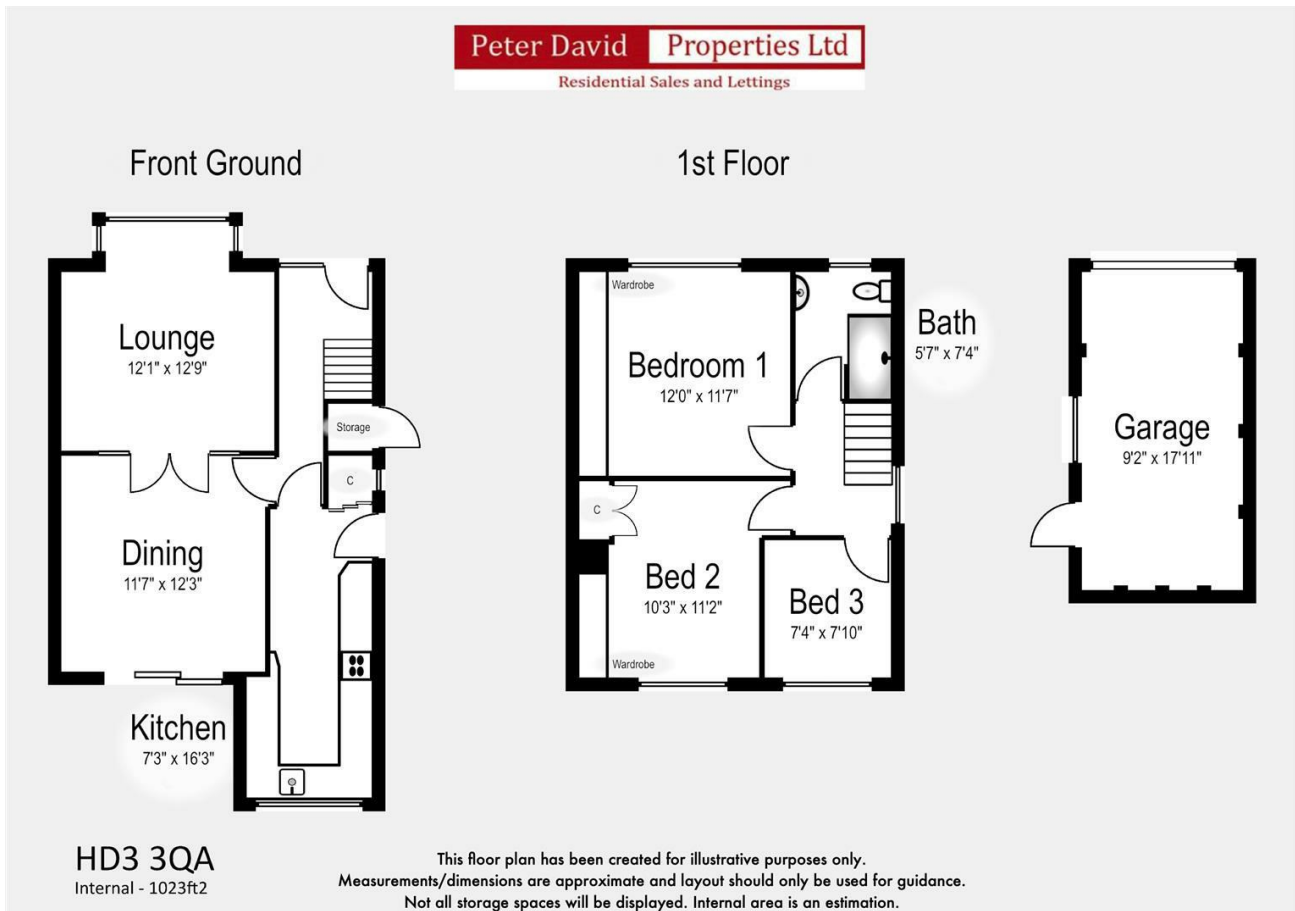 Peter David Properties Ltd
Residential Sales and Lettings
Front Ground
1st Floor
Lounge
12'1" x 12'9"
Storage
C
Dining
11'7" x 12'3"
Kitchen
7'3" x 16'3"
Wardrobe
Bedroom 1
12'0" x 11'7"
Bath
5'7" x 7'4"
C
Bed 2
10'3" x 11'2"
Wardrobe
Bed 3
7'4" x 7'10"
Garage
9'2" x 17'11"
HD3 3QA
Internal - 1023ft2
This floor plan has been created for illustrative purposes only.
Measurements/dimensions are approximate and layout should only be used for guidance.
Not all storage spaces will be displayed. Internal area is an estimation.